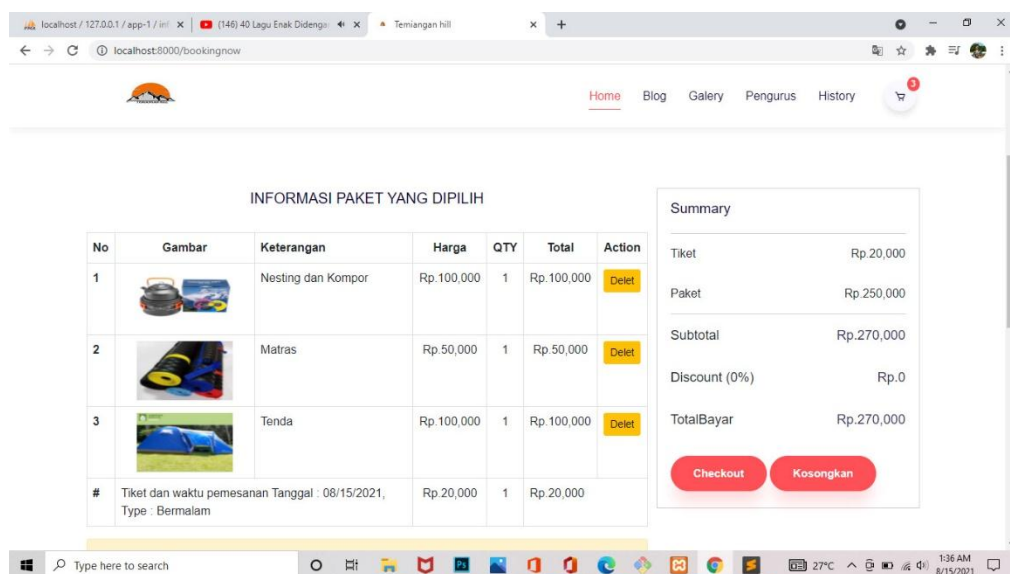 localhost / 127.0.0.1 / app-1 / inf
(146) 40 Lagu Enak Didenga
Temiangan hill
localhost:8000/bookingnow
Home Blog Galery Pengurus History 3
INFORMASI PAKET YANG DIPILIH
No Gambar Keterangan Harga QTY Total Action
1 Nesting dan Kompor Rp.100,000 1 Rp.100,000 Delet
2 Matras Rp.50,000 1 Rp.50,000 Delet
3 Tenda Rp.100,000 1 Rp.100,000 Delet
# Tiket dan waktu pemesanan Tanggal : 08/15/2021, Rp.20,000 1 Rp.20,000
Type : Bermalam
Summary
Tiket Rp.20,000
Paket Rp.250,000
Subtotal Rp.270,000
Discount (0%) Rp.0
TotalBayar Rp.270,000
Checkout Kosongkan
Type here to search
Ps
27°C
1:36 AM
8/15/2021